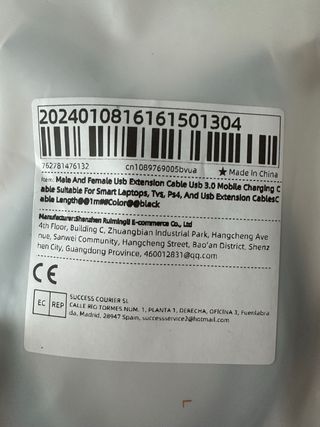 2024010816161501304
762781476132 cn1089769005bvua ★ Made In China
Item: Male And Female Usb Extension Cable Usb 3.0 Mobile Charging C
able Suitable For Smart Laptops, Tvs, Ps4, And Usb Extension CablesC
able Length@@1m##Color@@black
Manufacturer:Shenzhen Ruimingli E-commerce Co., Ltd
4th Floor, Building C, Zhuangbian Industrial Park, Hangcheng Ave
nue, Sanwei Community, Hangcheng Street, Bao'an District, Shenz
hen City, Guangdong Province, 460012831@qq.com
CE
EC REP
SUCCESS COURIER SL
CALLE RIO TORMES NUM. 1, PLANTA 1, DERECHA, OFICINA 3, Fuenlabra
da, Madrid, 28947 Spain, successservice2@hotmail.com